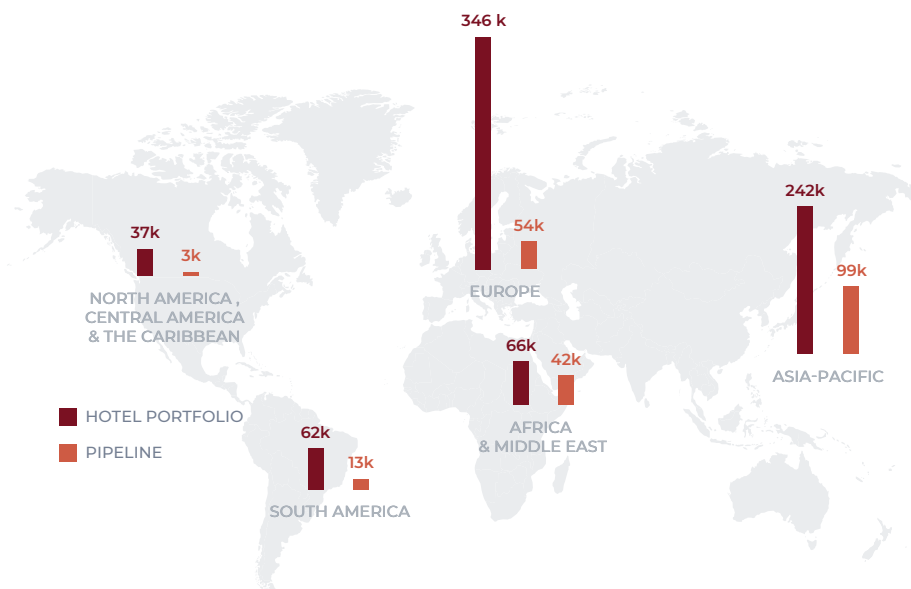 346 k
54k
EUROPE
37k
3k
NORTH AMERICA ,
CENTRAL AMERICA
& THE CARIBBEAN
242k
99k
ASIA-PACIFIC
66k
42k
AFRICA
& MIDDLE EAST
HOTEL PORTFOLIO
PIPELINE
62k
13k
SOUTH AMERICA